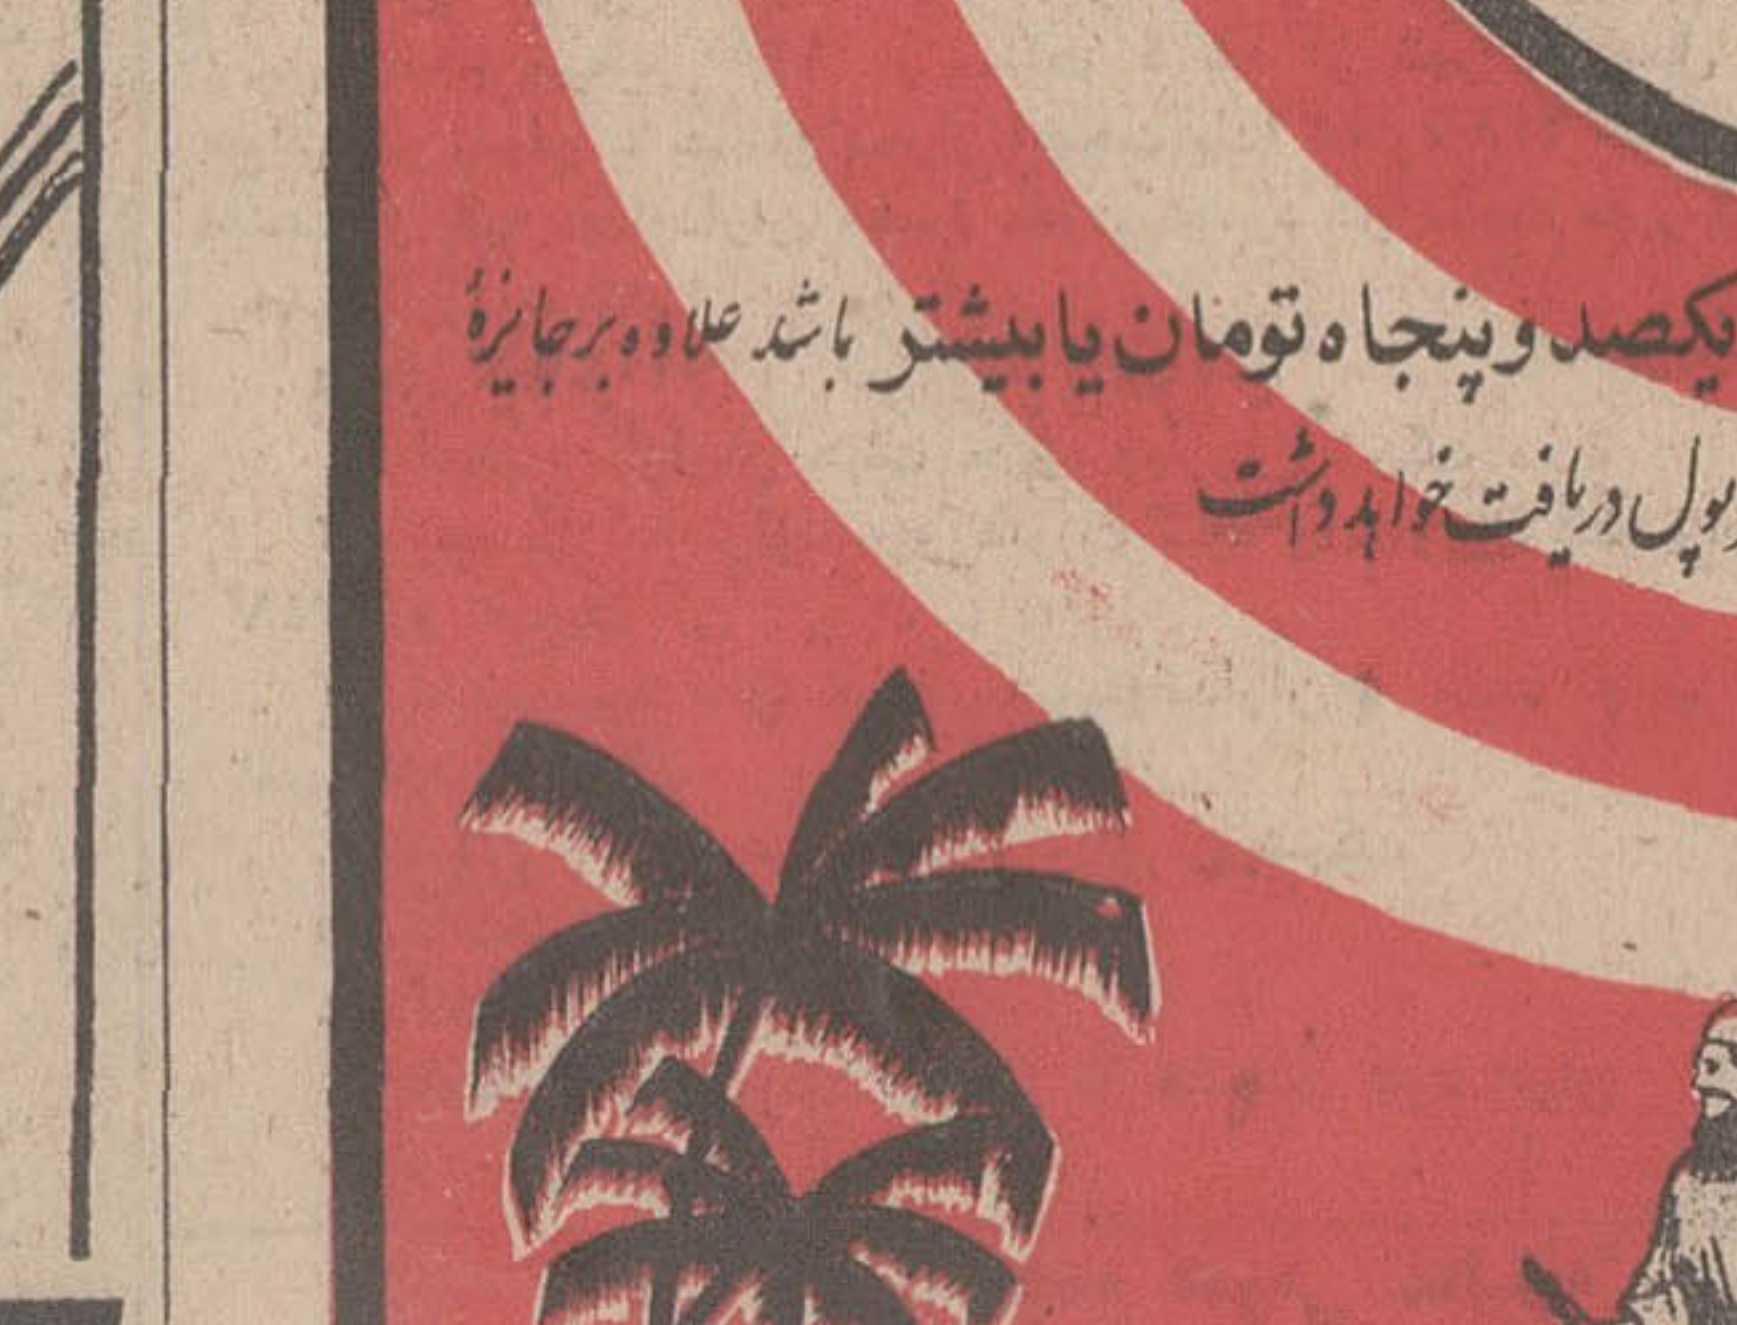 یکصد و پنجاه تومان یا بیشتر باشد علاوه بر جایزهٔ
پول دریافت خواهد داشت